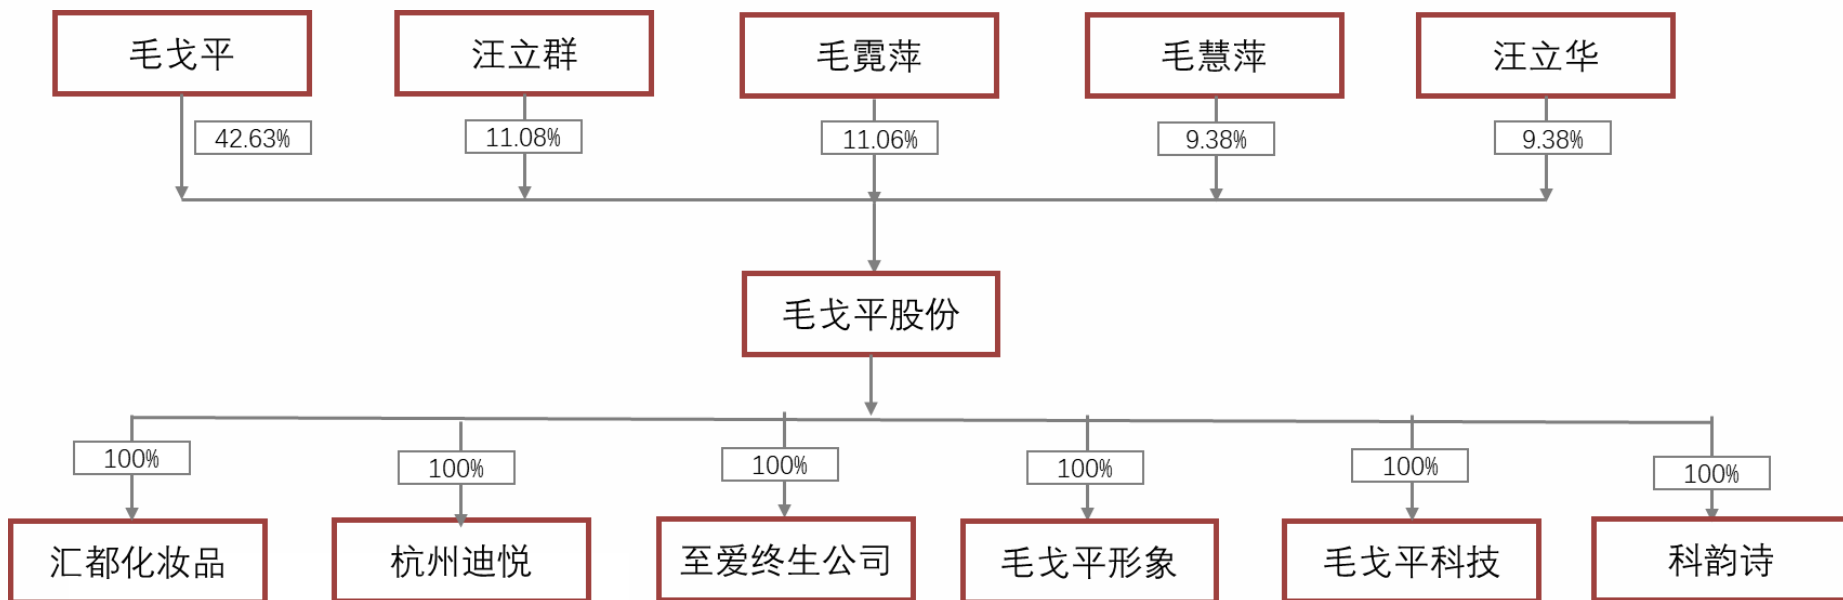 毛戈平
汪立群
毛霓萍
毛慧萍
汪立华
42.63%
11.08%
11.06%
9.38%
9.38%
毛戈平股份
100%
100%
100%
100%
100%
100%
汇都化妆品
杭州迪悦
至爱终生公司
毛戈平形象
毛戈平科技
科韵诗